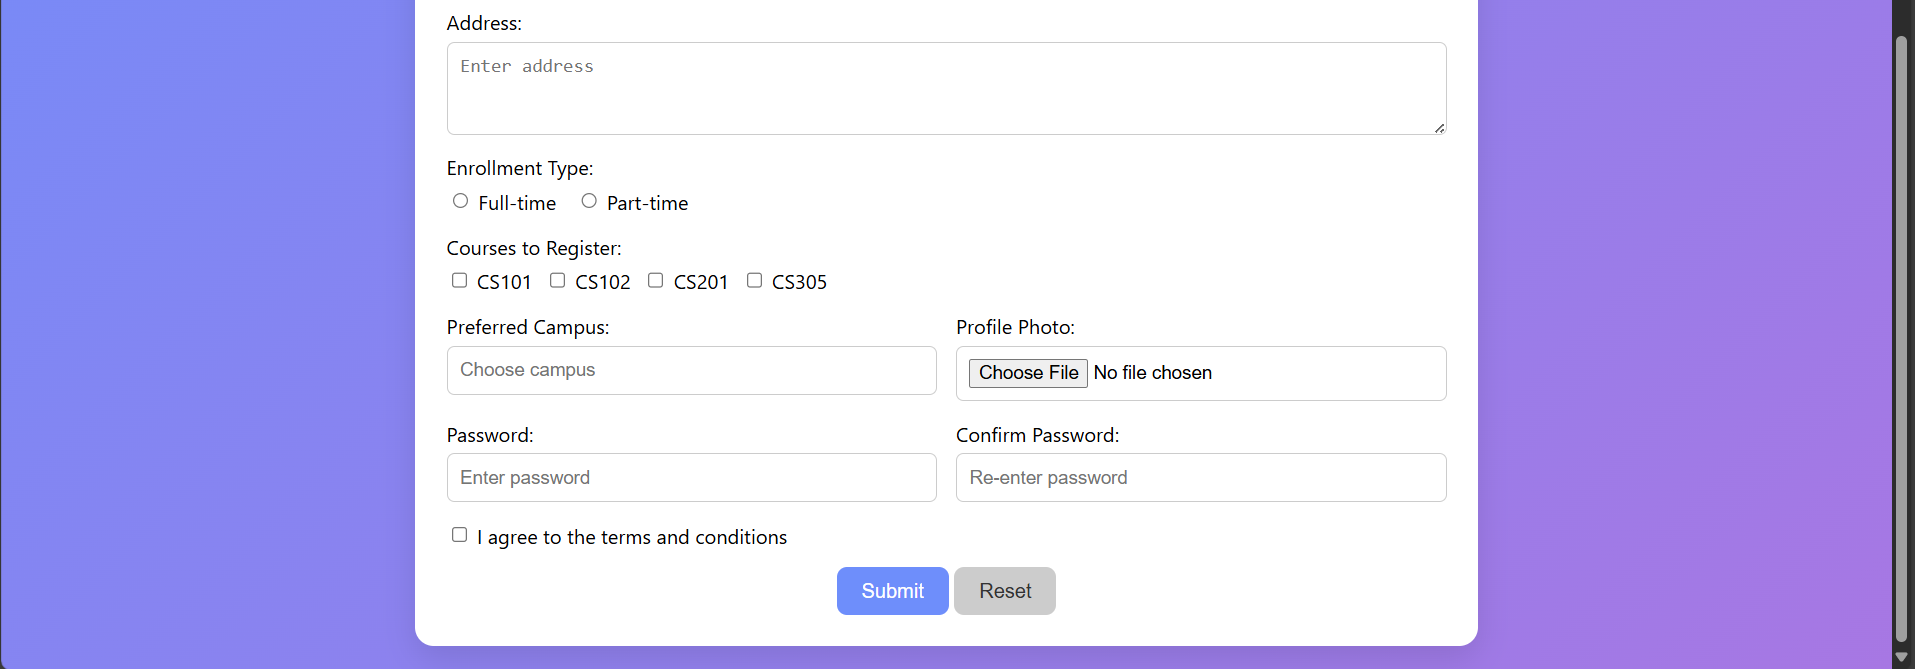 Address:
Enter address
Enrollment Type:
Full-time Part-time
Courses to Register:
CS101 CS102 CS201 CS305
Preferred Campus: Profile Photo:
Choose campus Choose File No file chosen
Password: Confirm Password:
Enter password Re-enter password
I agree to the terms and conditions
Submit Reset